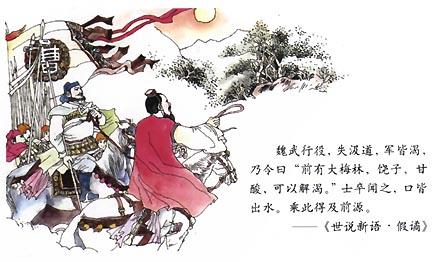 魏武行役，失汲道，军皆渴，
乃令曰“前有大梅林，饶子，甘
酸，可以解渴。”士卒闻之，口皆
出水。乘此得及前源。
——《世说新语·假谲》